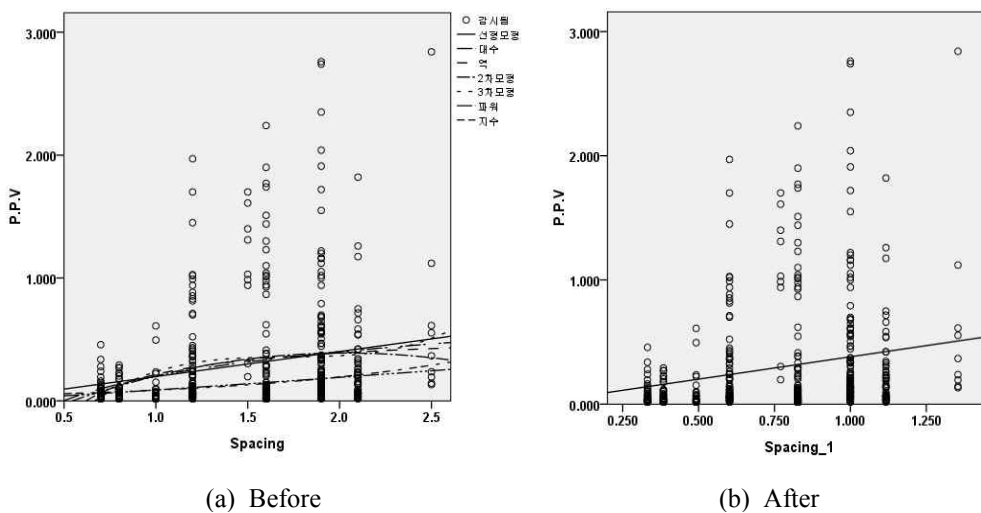 3.000
2.000
1.000
0.000
P.P.V
0.5
1.0
1.5
2.0
2.5
Spacing
감시됨
선형모형
대수
역
2차모형
3차모형
파워
지수
(a) Before
3.000
2.000
1.000
0.000
P.P.V
0.250
0.500
0.750
1.000
1.250
Spacing_1
(b) After